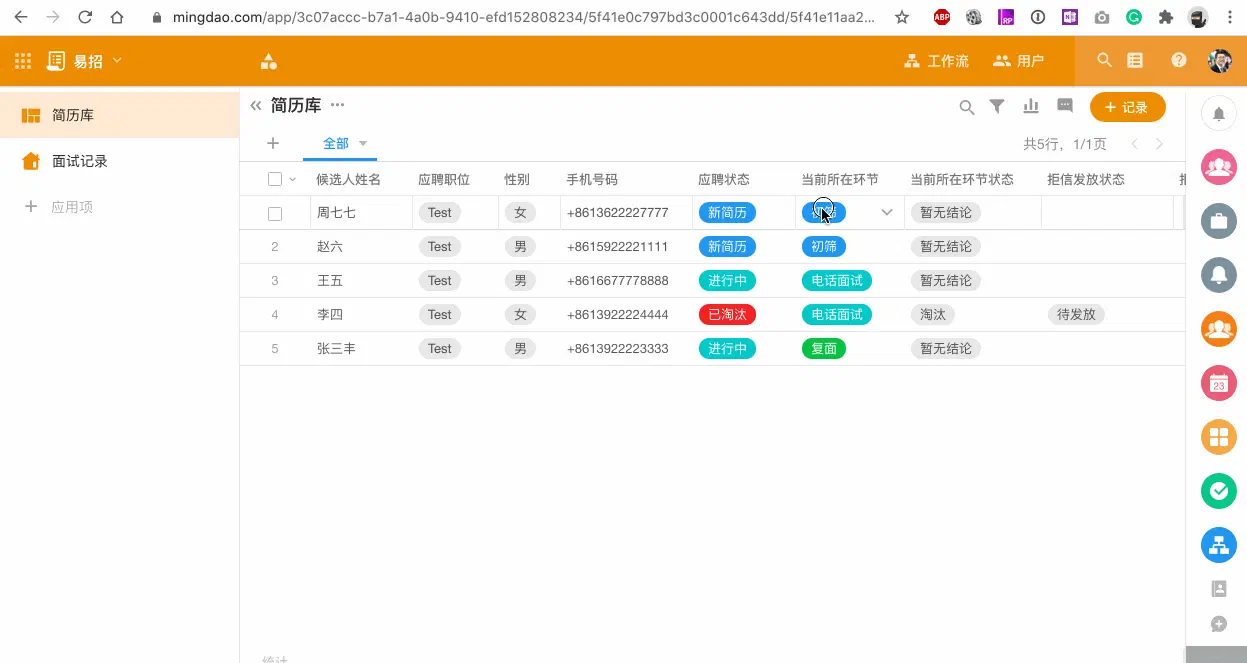 mingdao.com/app/3c07accc-b7a1-4a0b-9410-efd152808234/5f41e0c797bd3c0001c643dd/5f41e11aa2...
ABP
RP
易招
工作流
用户
简历库
面试记录
应用项
简历库
记录
全部
共5行，1/1页
候选人姓名 应聘职位 性别 手机号码 应聘状态 当前所在环节 当前所在环节状态 拒信发放状态
周七七 Test 女 +8613622227777 新简历 暂无结论
2 赵六 Test 男 +8615922221111 新简历 初筛 暂无结论
3 王五 Test 男 +8616677778888 进行中 电话面试 暂无结论
4 李四 Test 女 +8613922224444 已淘汰 电话面试 淘汰 待发放
5 张三丰 Test 男 +8613922223333 进行中 复面 暂无结论
23